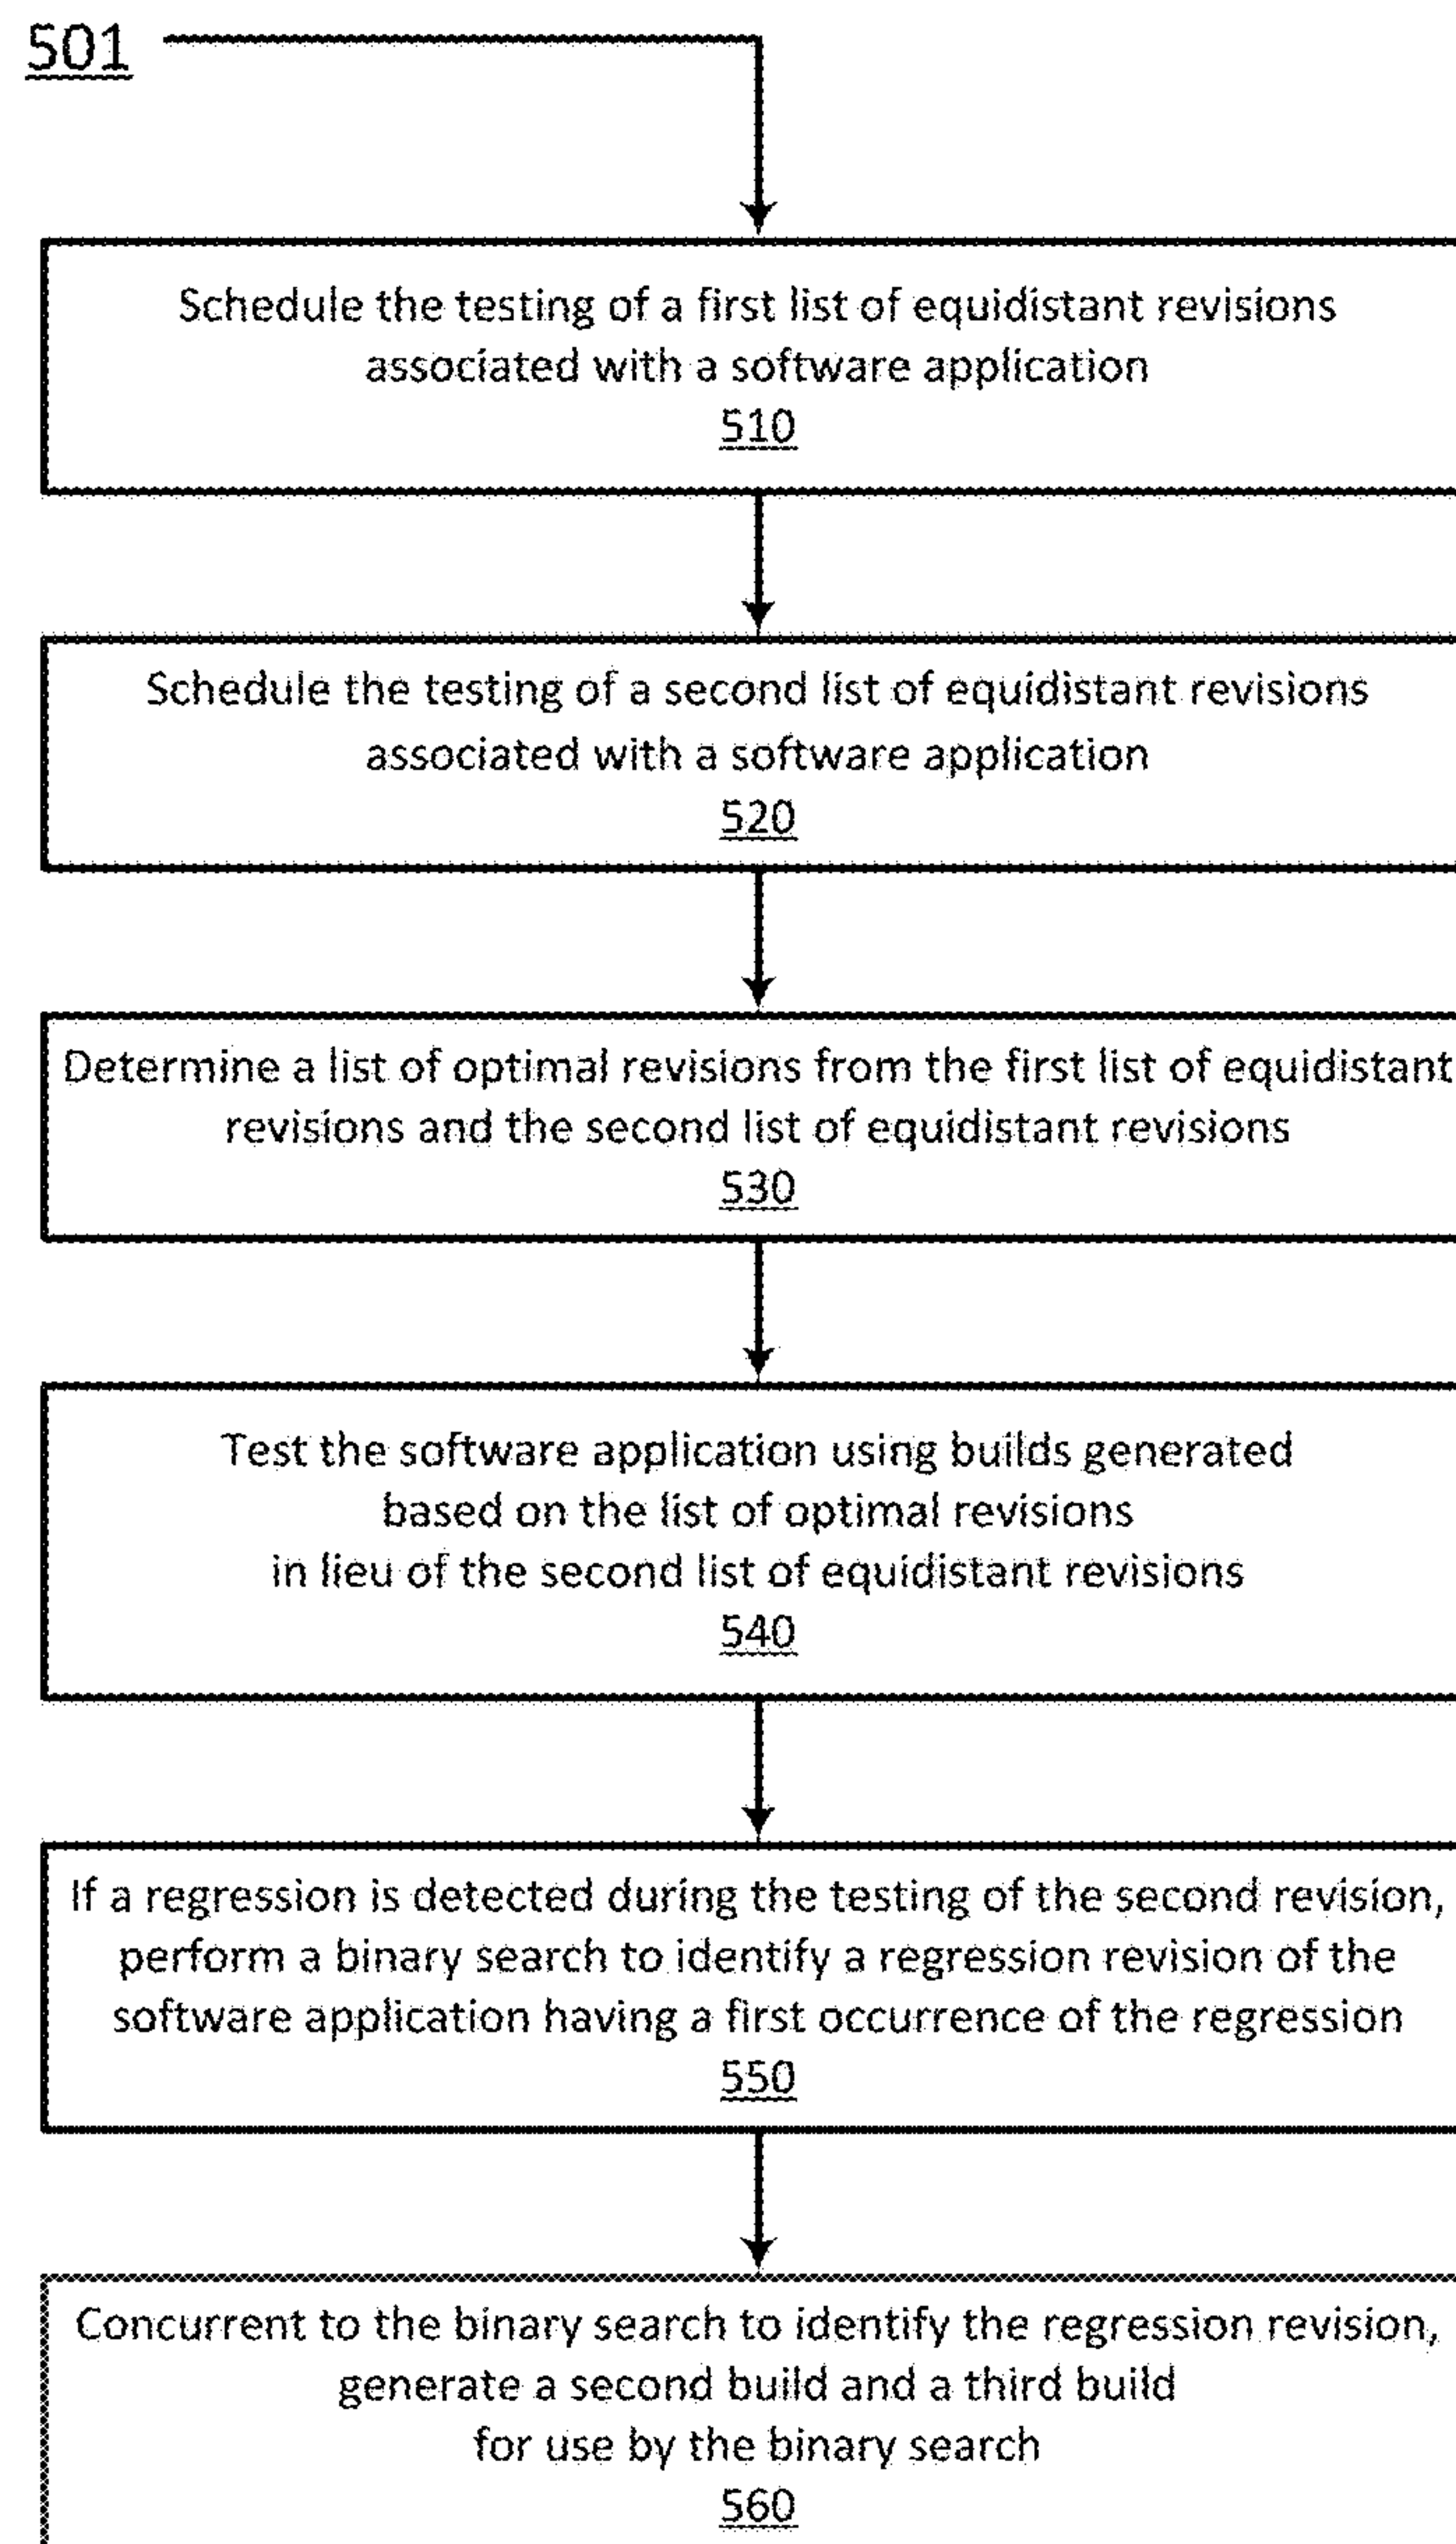 501
Schedule the testing of a first list of equidistant revisions
associated with a software application
510
Schedule the testing of a second list of equidistant revisions
associated with a software application
520
Determine a list of optimal revisions from the first list of equidistant
revisions and the second list of equidistant revisions
530
Test the software application using builds generated
based on the list of optimal revisions
in lieu of the second list of equidistant revisions
540
If a regression is detected during the testing of the second revision,
perform a binary search to identify a regression revision of the
software application having a first occurrence of the regression
550
Concurrent to the binary search to identify the regression revision,
generate a second build and a third build
for use by the binary search
560